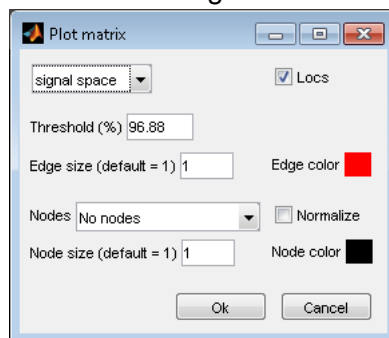 Plot matrix
signal space Locs
Threshold (%) 96.88
Edge size (default = 1) 1 Edge color
Nodes No nodes Normalize
Node size (default = 1) 1 Node color
Ok Cancel